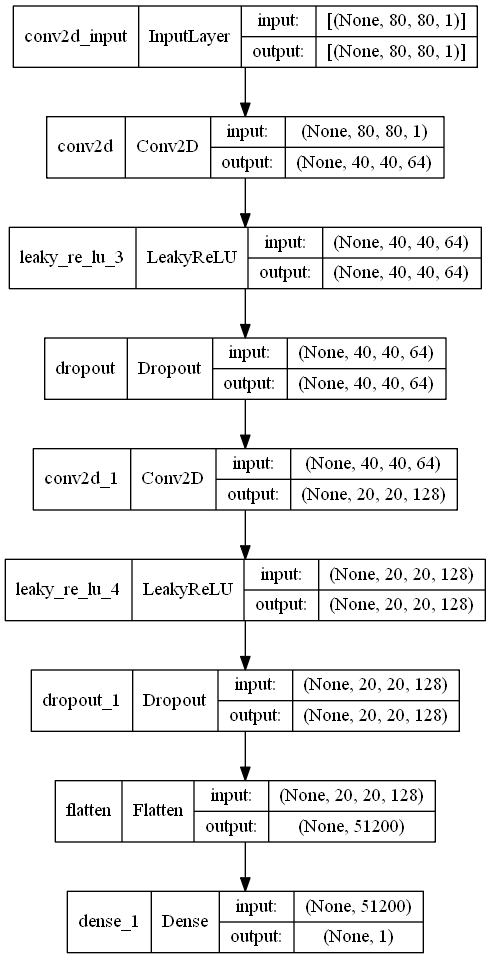 conv2d_input InputLayer input: [(None, 80, 80, 1)]
output: [(None, 80, 80, 1)]
conv2d Conv2D input: (None, 80, 80, 1)
output: (None, 40, 40, 64)
leaky_re_lu_3 LeakyReLU input: (None, 40, 40, 64)
output: (None, 40, 40, 64)
dropout Dropout input: (None, 40, 40, 64)
output: (None, 40, 40, 64)
conv2d_1 Conv2D input: (None, 40, 40, 64)
output: (None, 20, 20, 128)
leaky_re_lu_4 LeakyReLU input: (None, 20, 20, 128)
output: (None, 20, 20, 128)
dropout_1 Dropout input: (None, 20, 20, 128)
output: (None, 20, 20, 128)
flatten Flatten input: (None, 20, 20, 128)
output: (None, 51200)
dense_1 Dense input: (None, 51200)
output: (None, 1)